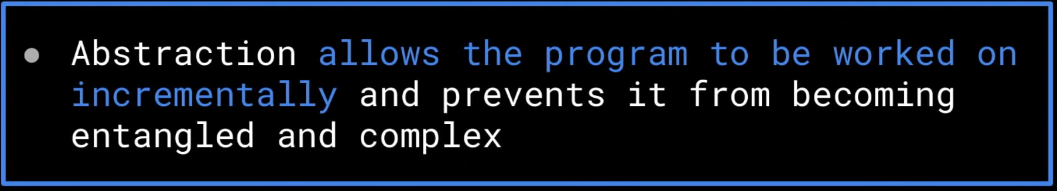 ● Abstraction allows the program to be worked on
incrementally and prevents it from becoming
entangled and complex